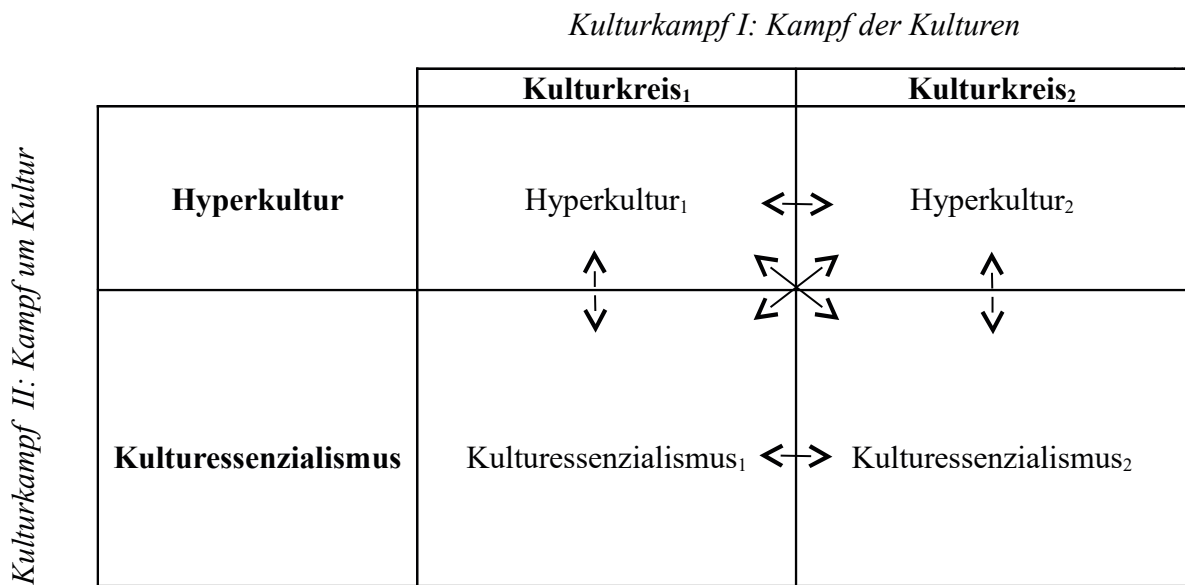 Kulturkampf I: Kampf der Kulturen
Kulturkreis₁ Kulturkreis₂
Kulturkampf II: Kampf um Kultur
Hyperkultur Hyperkultur₁ Hyperkultur₂
Kulturessenzialismus Kulturessenzialismus₁ Kulturessenzialismus₂